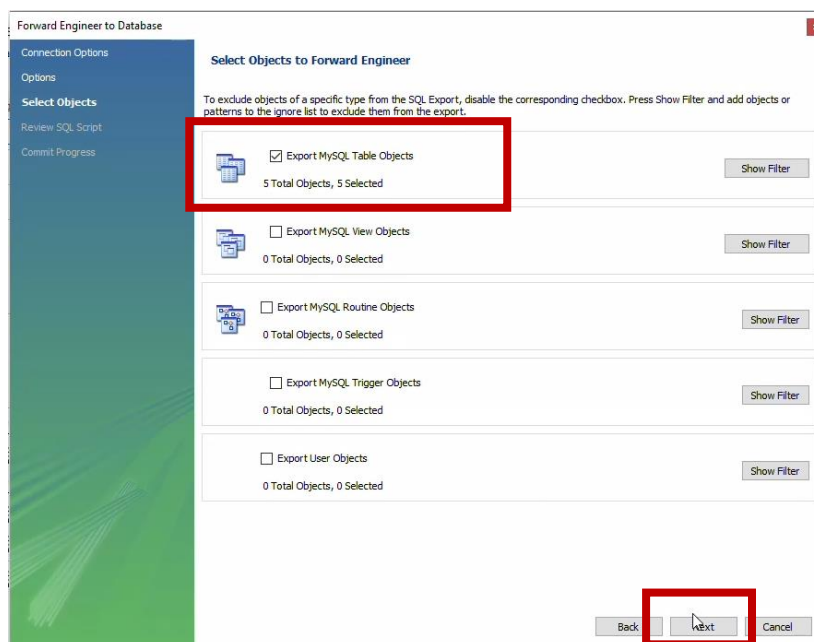 Forward Engineer to Database
Connection Options
Options
Select Objects
Review SQL Script
Commit Progress
Select Objects to Forward Engineer
To exclude objects of a specific type from the SQL Export, disable the corresponding checkbox. Press Show Filter and add objects or
patterns to the ignore list to exclude them from the export.
Export MySQL Table Objects
5 Total Objects, 5 Selected
Show Filter
Export MySQL View Objects
0 Total Objects, 0 Selected
Show Filter
Export MySQL Routine Objects
0 Total Objects, 0 Selected
Show Filter
Export MySQL Trigger Objects
0 Total Objects, 0 Selected
Show Filter
Export User Objects
0 Total Objects, 0 Selected
Show Filter
Back Next Cancel